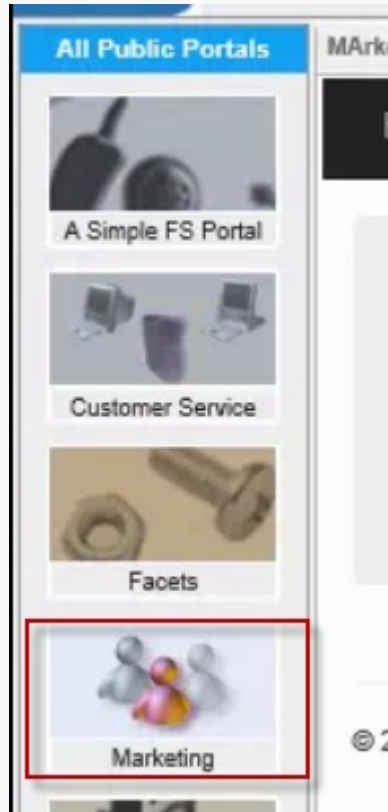 All Public Portals
MArk
A Simple FS Portal
Customer Service
Facets
Marketing
© 2